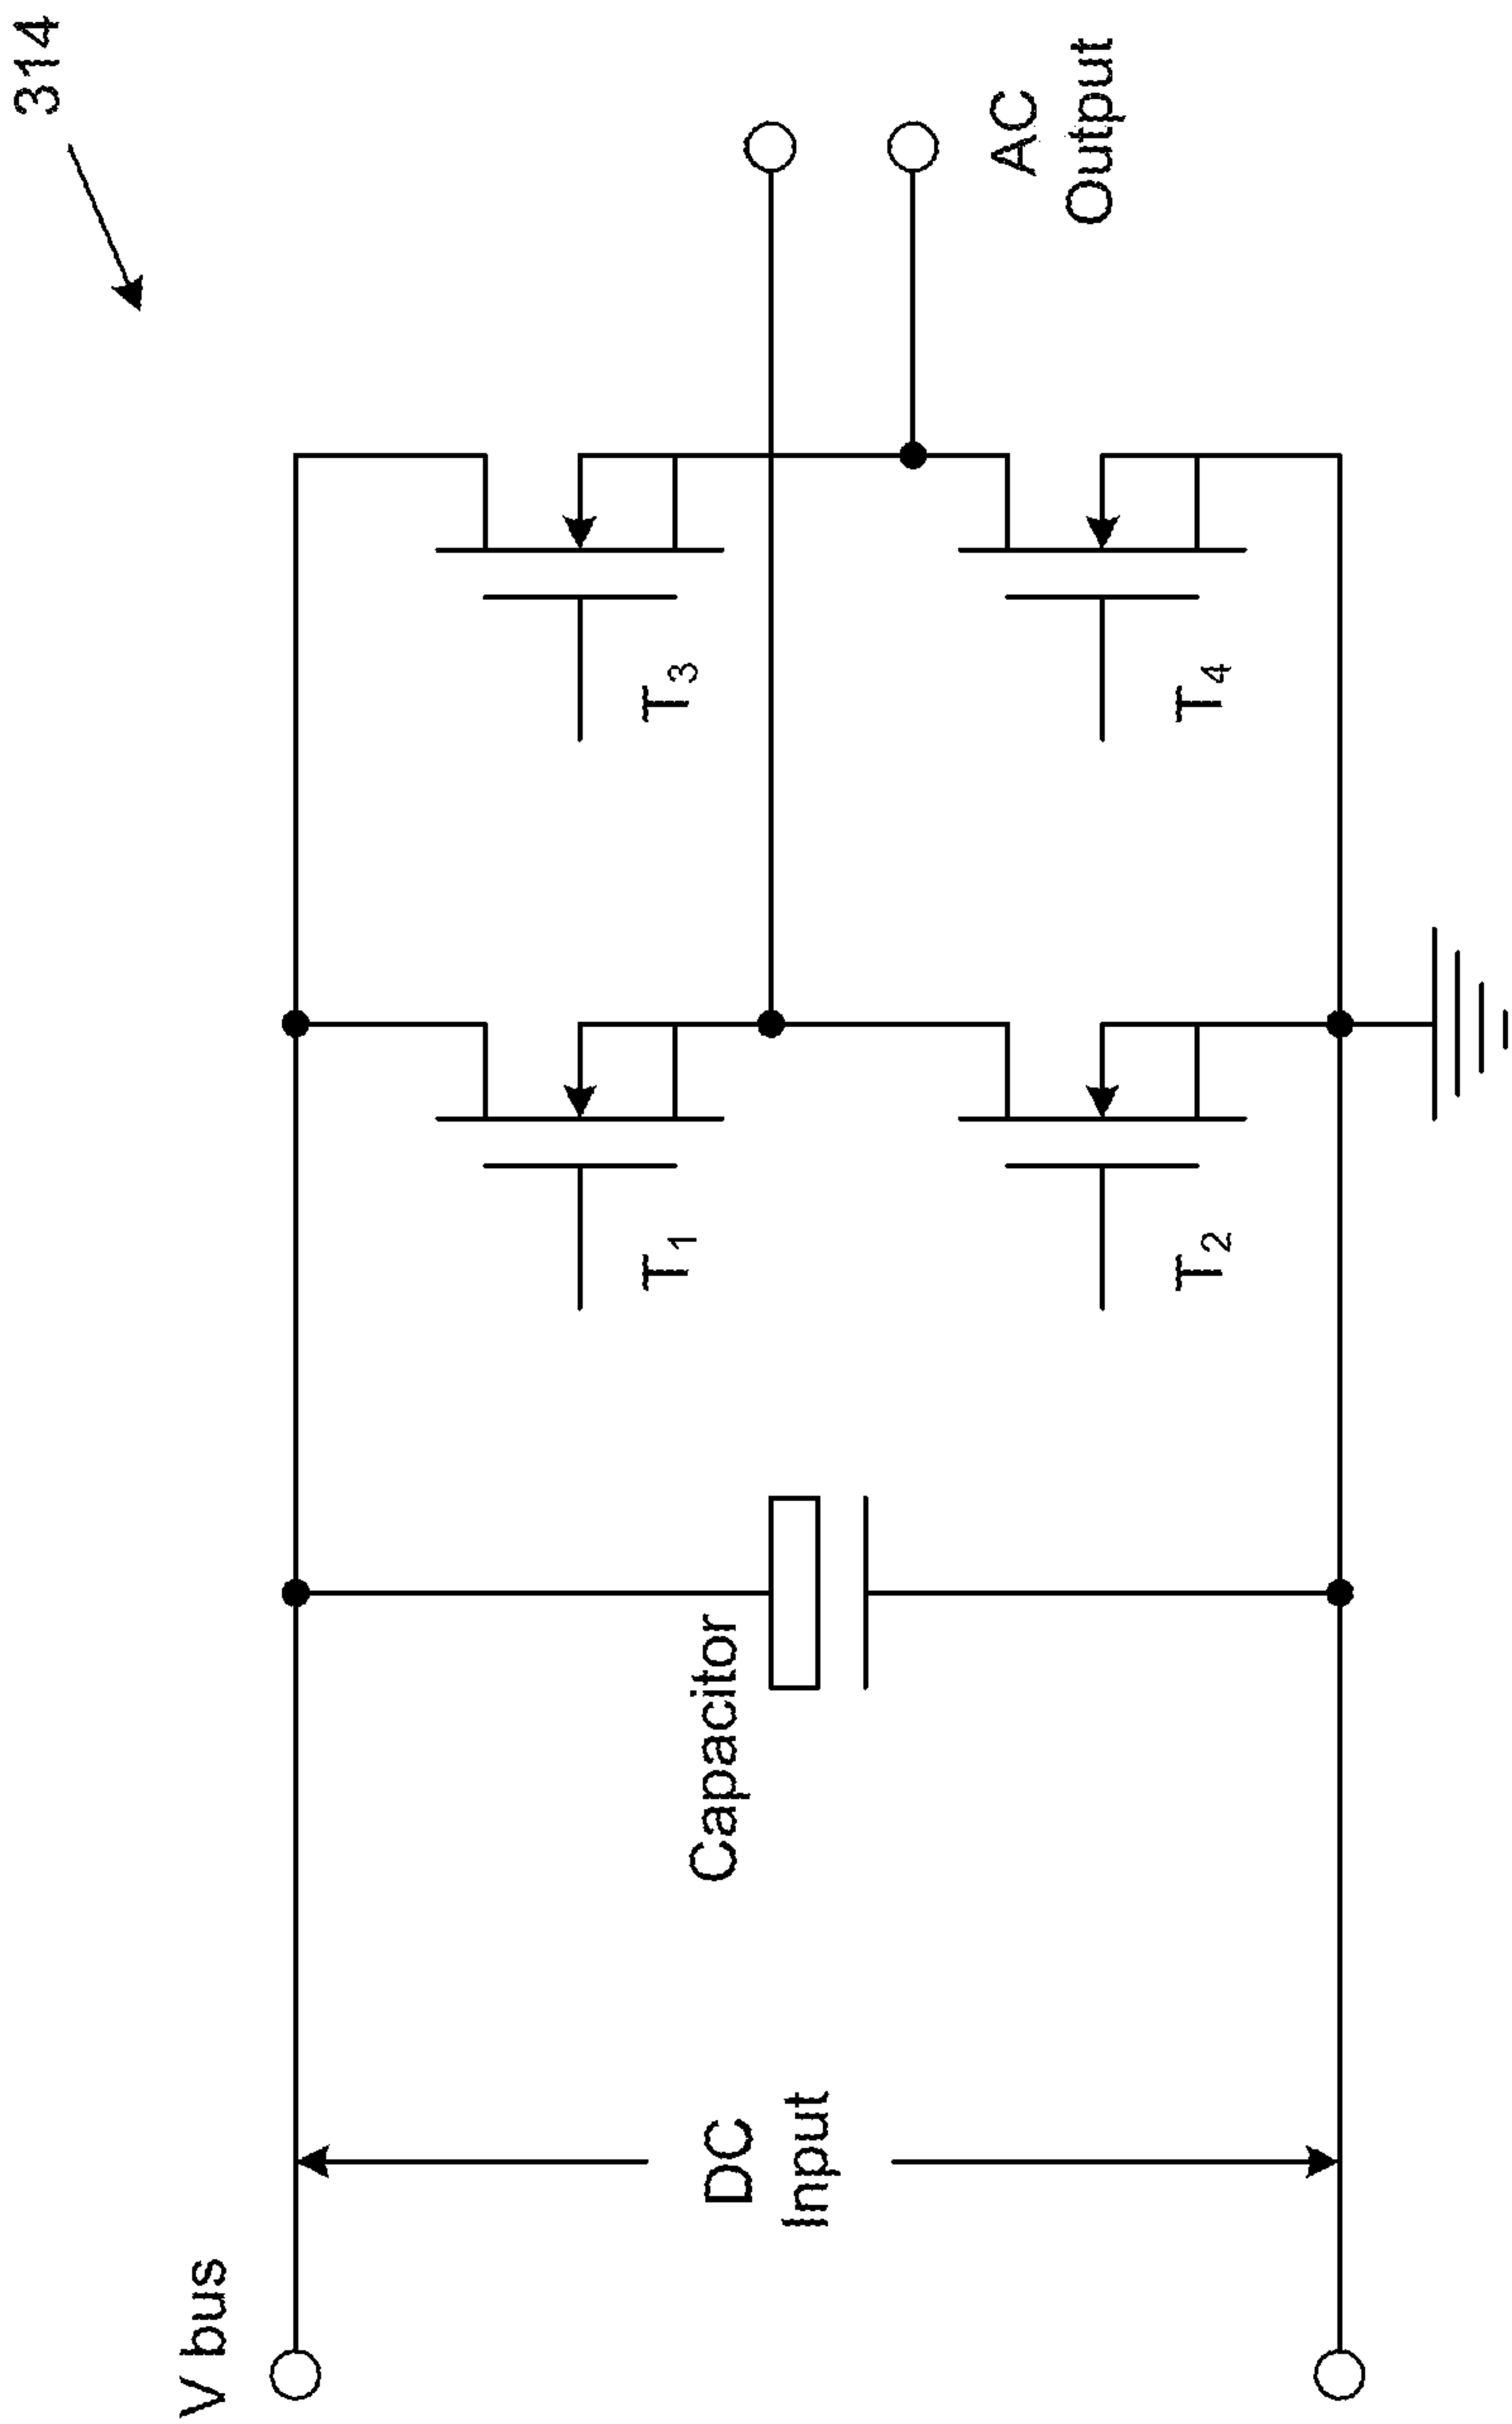 314
V bus
DC
Input
Capacitor
T1
T3
T2
T4
AC
Output